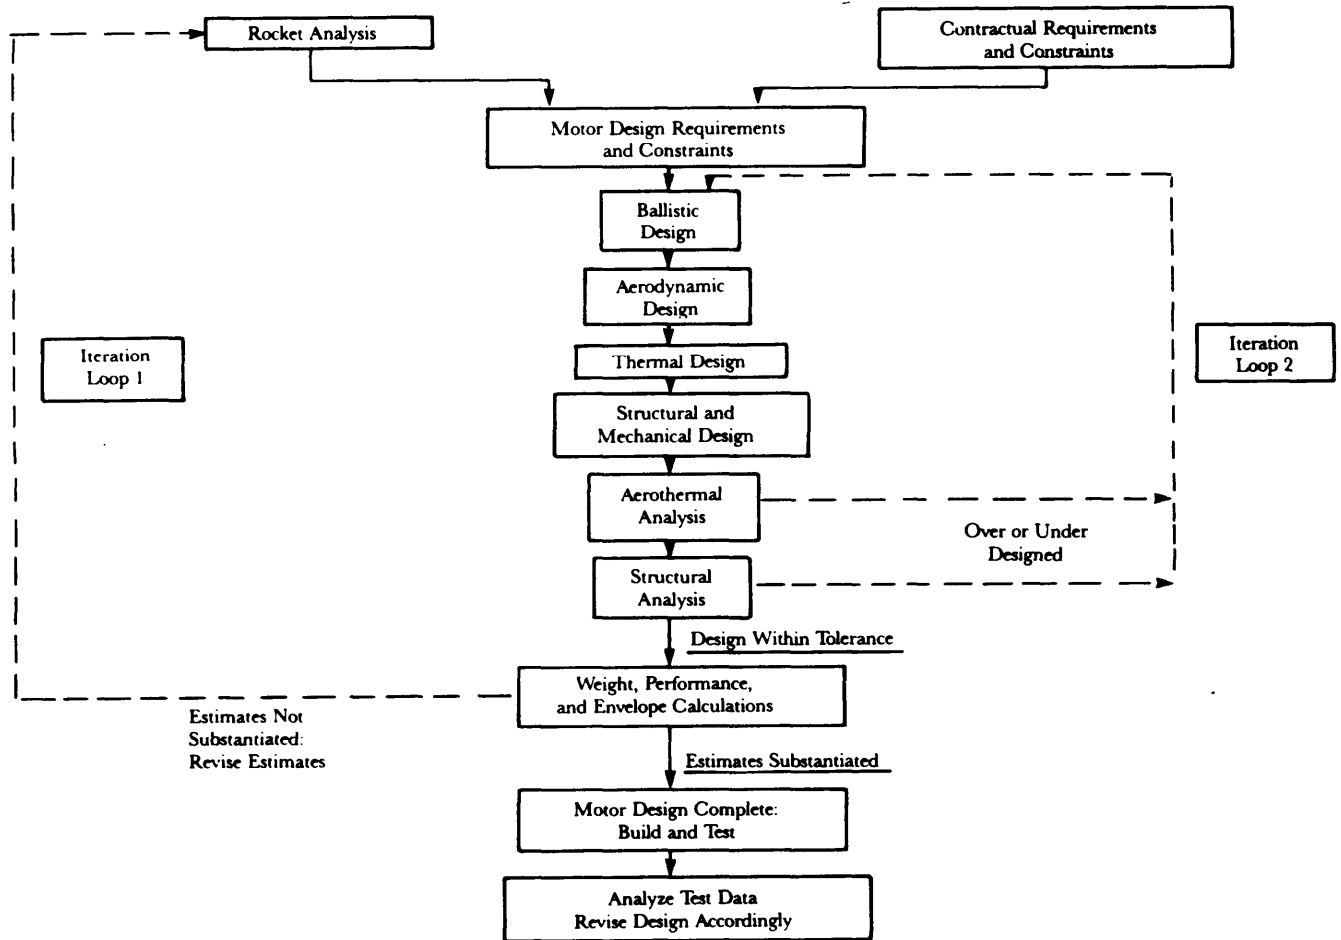 Rocket Analysis
Contractual Requirements
and Constraints
Motor Design Requirements
and Constraints
Ballistic
Design
Aerodynamic
Design
Iteration
Loop 1
Thermal Design
Iteration
Loop 2
Structural and
Mechanical Design
Aerothermal
Analysis
Over or Under
Designed
Structural
Analysis
Design Within Tolerance
Weight, Performance,
and Envelope Calculations
Estimates Not
Substantiated:
Revise Estimates
Estimates Substantiated
Motor Design Complete:
Build and Test
Analyze Test Data
Revise Design Accordingly